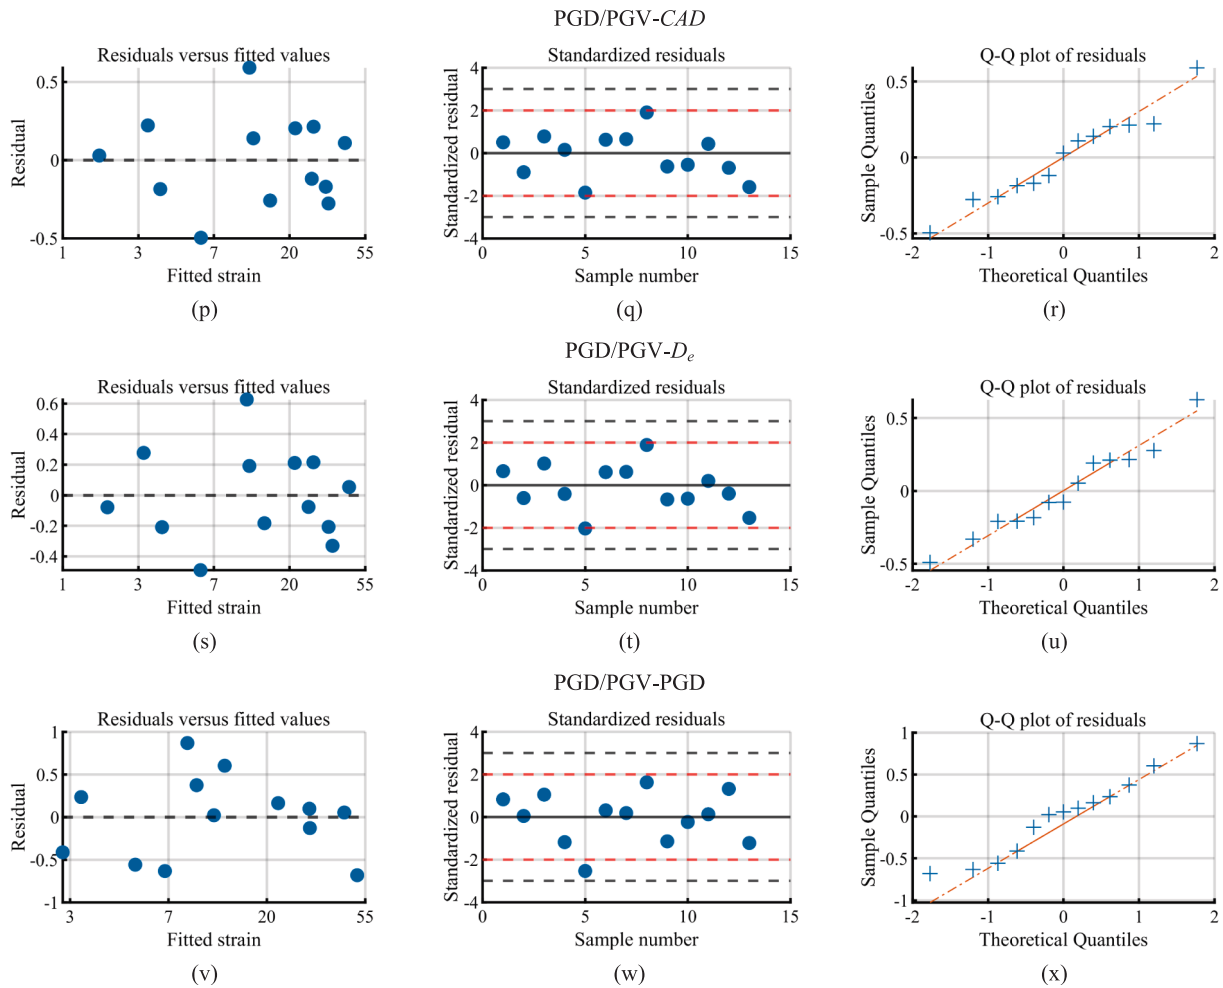 PGD/PGV-CAD
Residuals versus fitted values
Standardized residuals
Q-Q plot of residuals
Residual
0.5
0
-0.5
1 3 7 20 55
Fitted strain
(p)
Standardized residual
4
2
0
-2
-4
0 5 10 15
Sample number
(q)
Sample Quantiles
0.5
0
-0.5
-2 -1 0 1 2
Theoretical Quantiles
(r)
PGD/PGV-Dₑ
Residuals versus fitted values
Standardized residuals
Q-Q plot of residuals
Residual
0.6
0.4
0.2
0
-0.2
-0.4
1 3 7 20 55
Fitted strain
(s)
Standardized residual
4
2
0
-2
-4
0 5 10 15
Sample number
(t)
Sample Quantiles
0.5
0
-0.5
-2 -1 0 1 2
Theoretical Quantiles
(u)
PGD/PGV-PGD
Residuals versus fitted values
Standardized residuals
Q-Q plot of residuals
Residual
1
0.5
0
-0.5
-1
3 7 20 55
Fitted strain
(v)
Standardized residual
4
2
0
-2
-4
0 5 10 15
Sample number
(w)
Sample Quantiles
1
0.5
0
-0.5
-1
-2 -1 0 1 2
Theoretical Quantiles
(x)